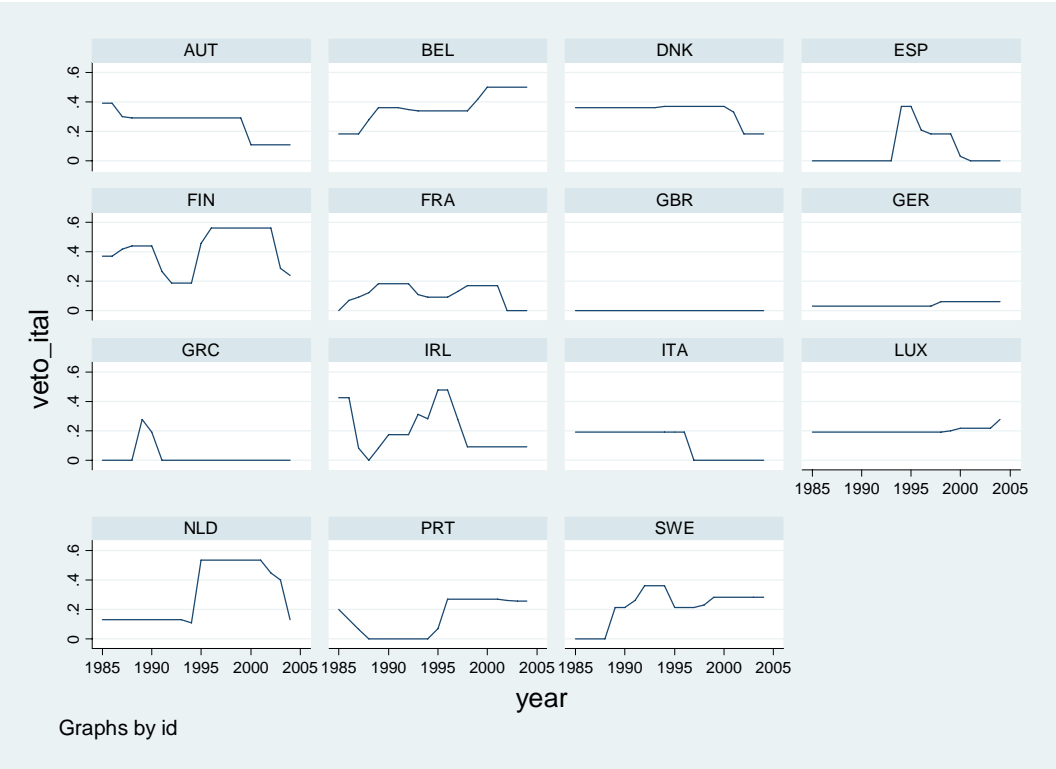 AUT BEL DNK ESP
.6
.4
.2
0
FIN FRA GBR GER
.6
.4
.2
0
GRC IRL ITA LUX
.6
.4
.2
0
1985 1990 1995 2000 2005
NLD PRT SWE
.6
.4
.2
0
1985 1990 1995 2000 2005 1985 1990 1995 2000 2005 1985 1990 1995 2000 2005
veto_ital
year
Graphs by id